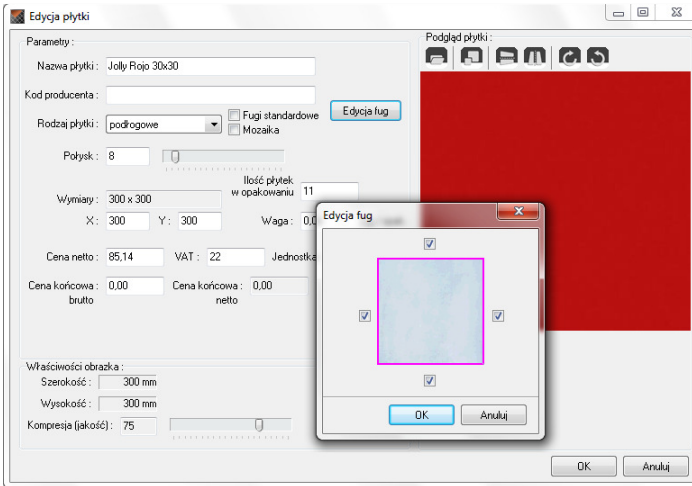 Edycja płytki
Parametry :
Podgląd płytki :
Nazwa płytki : Jolly Rojo 30x30
Kod producenta :
Rodzaj płytki : podłogowe
Fugi standardowe
Mozaika
Edycja fug
Połysk : 8
Ilość płytek
w opakowaniu 11
Wymiary : 300 x 300
X : 300 Y : 300 Waga : 0,0
Cena netto : 85,14 VAT : 22 Jednostka
Cena końcowa : 0,00 Cena końcowa : 0,00
brutto netto
Edycja fug
OK Anuluj
Właściwości obrazka :
Szerokość : 300 mm
Wysokość : 300 mm
Kompresja (jakość) : 75
OK Anuluj